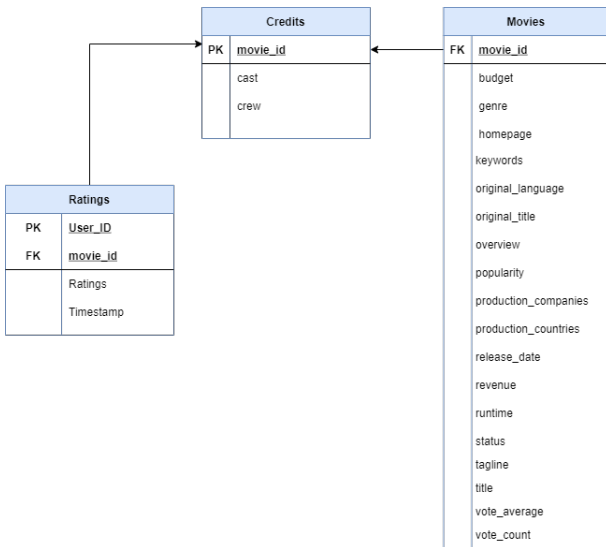 Credits
PK movie_id
cast
crew
Movies
FK movie_id
budget
genre
homepage
keywords
original_language
original_title
overview
popularity
production_companies
production_countries
release_date
revenue
runtime
status
tagline
title
vote_average
vote_count
Ratings
PK User_ID
FK movie_id
Ratings
Timestamp